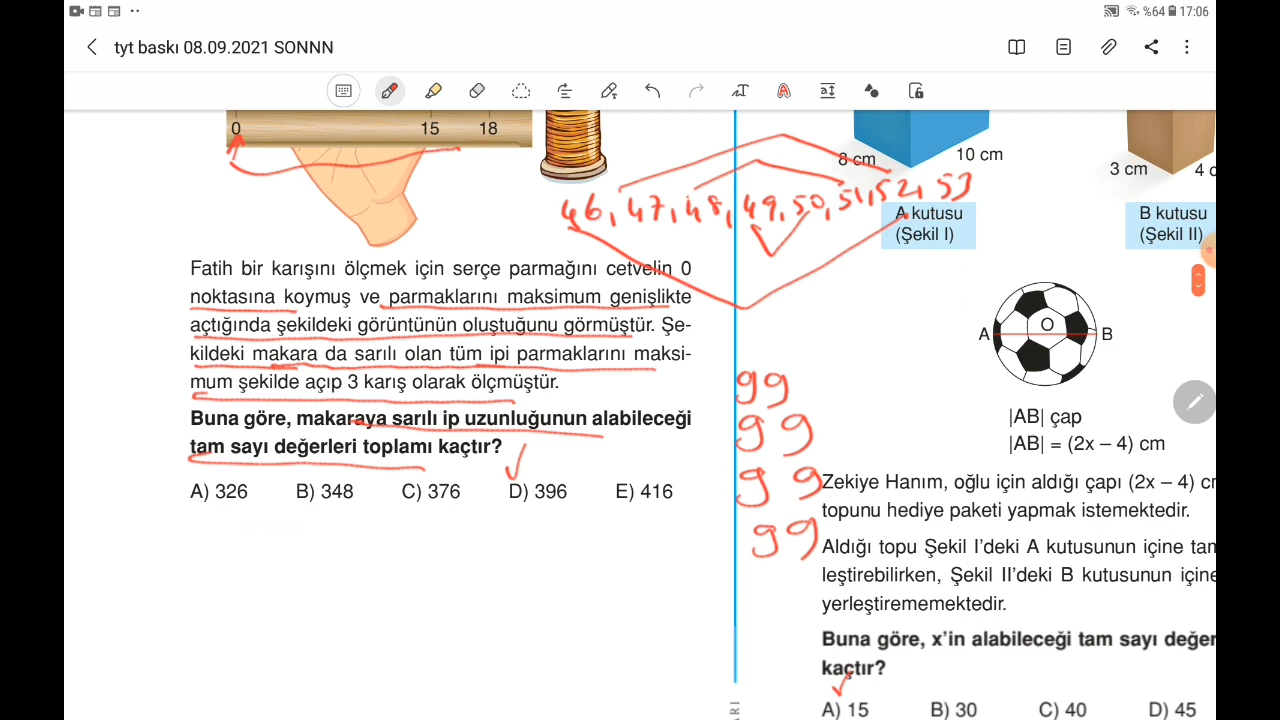 %64 17:06
tyt baskı 08.09.2021 SONNN
0 15 18
46, 47, 48, 49, 50, 51, 52, 53
Fatih bir karışını ölçmek için serçe parmağını cetvelin 0
noktasına koymuş ve parmaklarını maksimum genişlikte
açtığında şekildeki görüntünün oluştuğunu görmüştür. Şe-
kildeki makara da sarılı olan tüm ipi parmaklarını maksi-
mum şekilde açıp 3 karış olarak ölçmüştür.
Buna göre, makaraya sarılı ip uzunluğunun alabileceği
tam sayı değerleri toplamı kaçtır?
A) 326 B) 348 C) 376 D) 396 E) 416
99
99
99
99
8 cm 10 cm
3 cm 4 c
A kutusu
(Şekil I)
B kutusu
(Şekil II)
A O B
|AB| çap
|AB| = (2x – 4) cm
Zekiye Hanım, oğlu için aldığı çapı (2x – 4) cr
topunu hediye paketi yapmak istemektedir.
Aldığı topu Şekil I'deki A kutusunun içine tam
leştirebilirken, Şekil II'deki B kutusunun içine
yerleştirememektedir.
Buna göre, x'in alabileceği tam sayı değer
kaçtır?
A) 15 B) 30 C) 40 D) 45
ARI